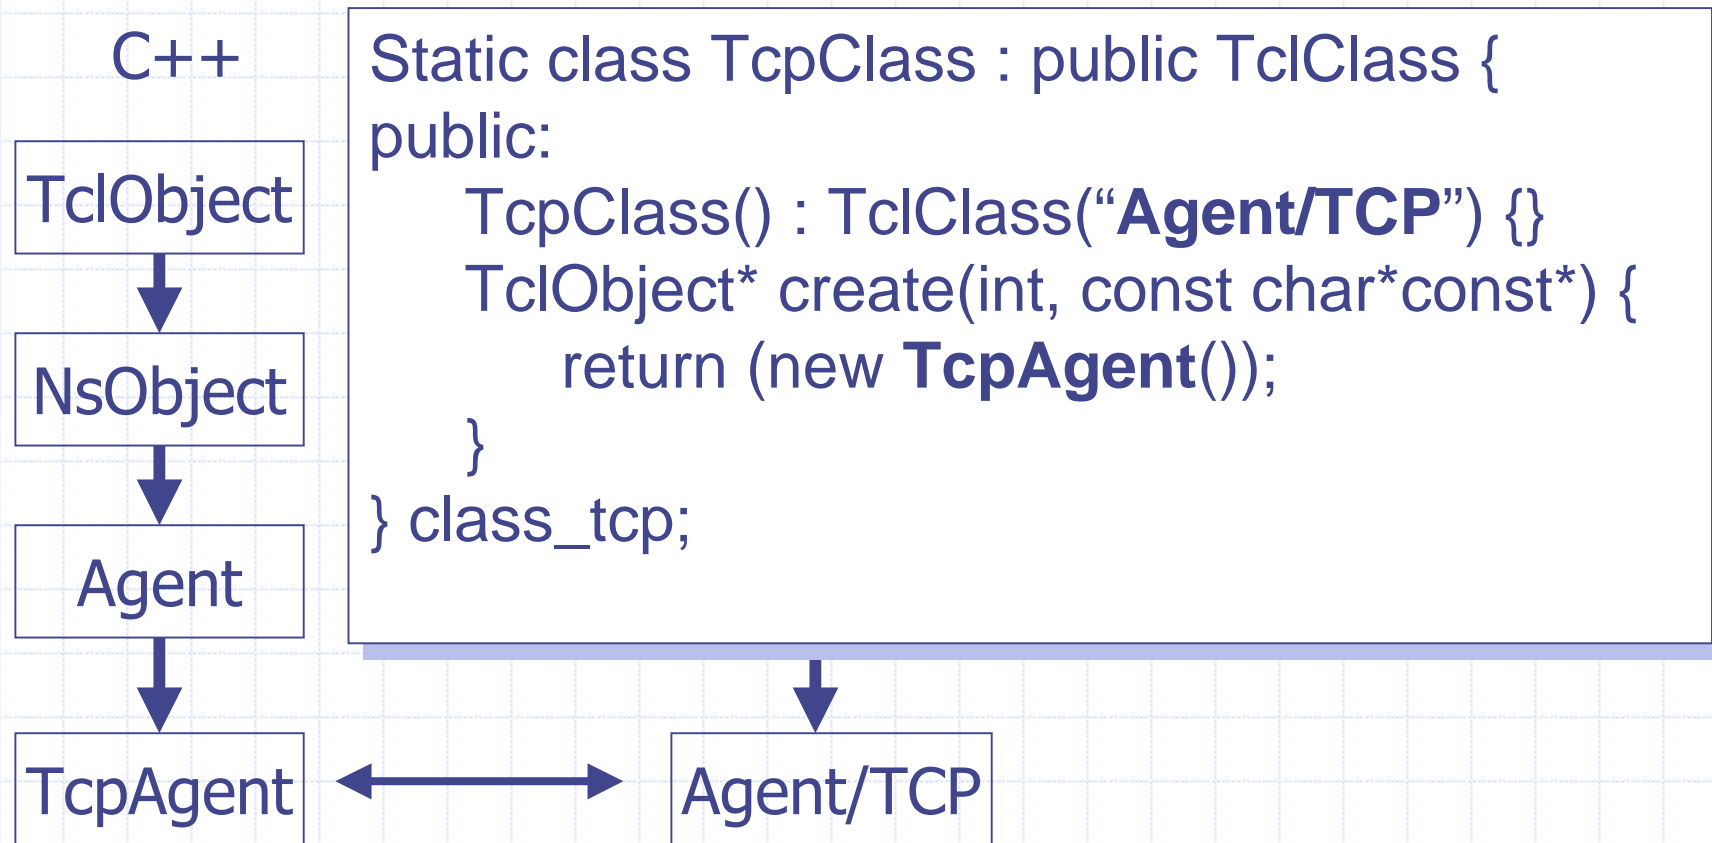 C++
TclObject
NsObject
Agent
TcpAgent
Static class TcpClass : public TclClass {
public:
TcpClass() : TclClass(“Agent/TCP”) {}
TclObject* create(int, const char*const*) {
return (new TcpAgent());
}
} class_tcp;
Agent/TCP